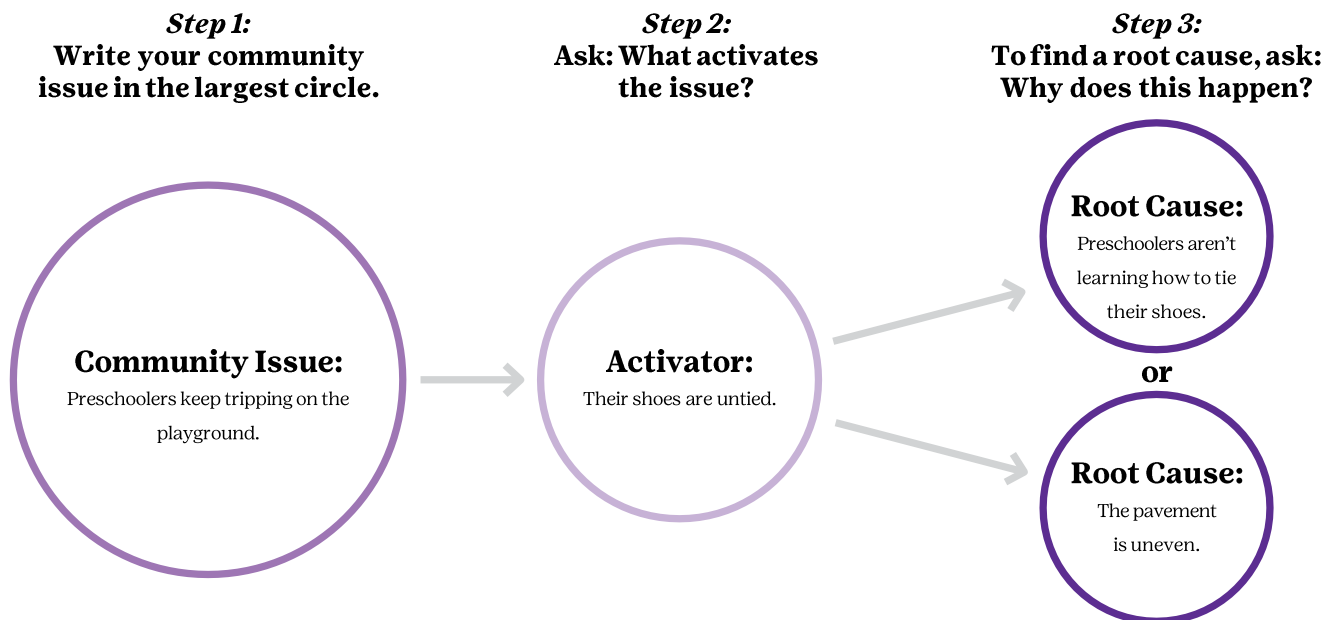 Step 1:
Write your community
issue in the largest circle.
Step 2:
Ask: What activates
the issue?
Step 3:
To find a root cause, ask:
Why does this happen?
Community Issue:
Preschoolers keep tripping on the
playground.
Activator:
Their shoes are untied.
Root Cause:
Preschoolers aren’t
learning how to tie
their shoes.
or
Root Cause:
The pavement
is uneven.